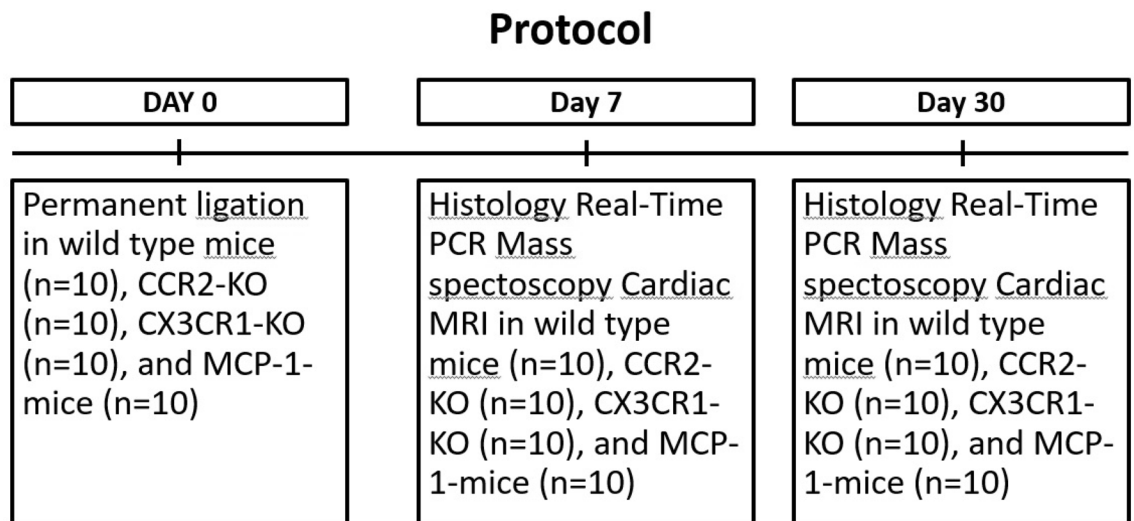 Protocol
DAY 0
Day 7
Day 30
Permanent ligation
in wild type mice
(n=10), CCR2-KO
(n=10), CX3CR1-KO
(n=10), and MCP-1-
mice (n=10)
Histology Real-Time
PCR Mass
spectoscopy Cardiac
MRI in wild type
mice (n=10), CCR2-
KO (n=10), CX3CR1-
KO (n=10), and MCP-
1-mice (n=10)
Histology Real-Time
PCR Mass
spectoscopy Cardiac
MRI in wild type
mice (n=10), CCR2-
KO (n=10), CX3CR1-
KO (n=10), and MCP-
1-mice (n=10)